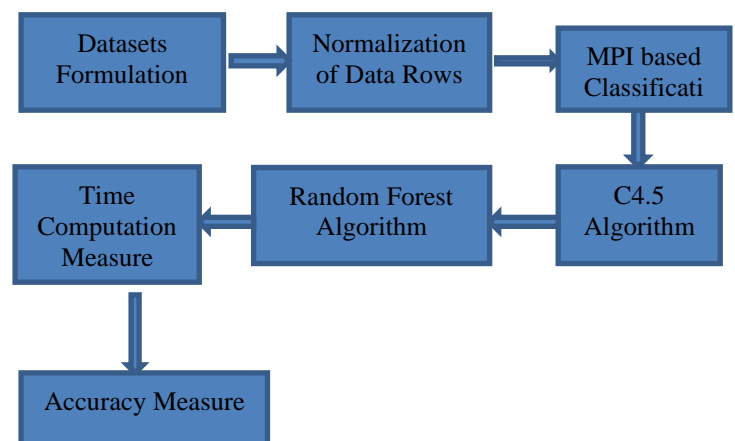 Datasets
Formulation
Normalization
of Data Rows
MPI based
Classificati
C4.5
Algorithm
Random Forest
Algorithm
Time
Computation
Measure
Accuracy Measure